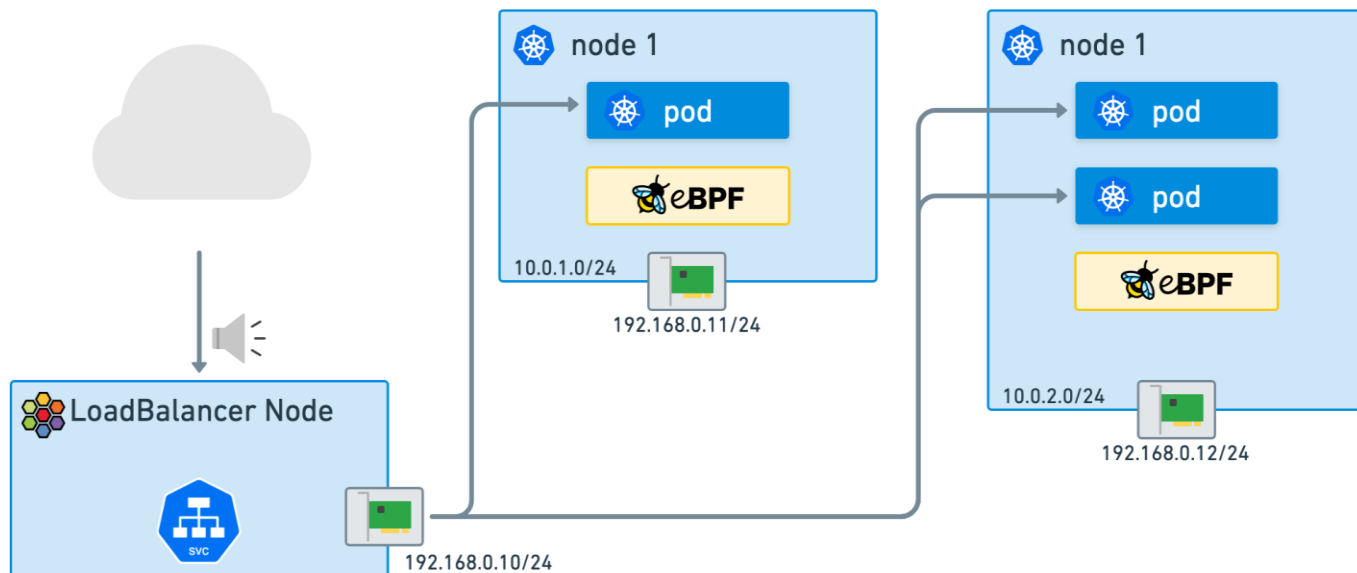 node 1
pod
eBPF
10.0.1.0/24
192.168.0.11/24
node 1
pod
pod
eBPF
10.0.2.0/24
192.168.0.12/24
LoadBalancer Node
SVC
192.168.0.10/24